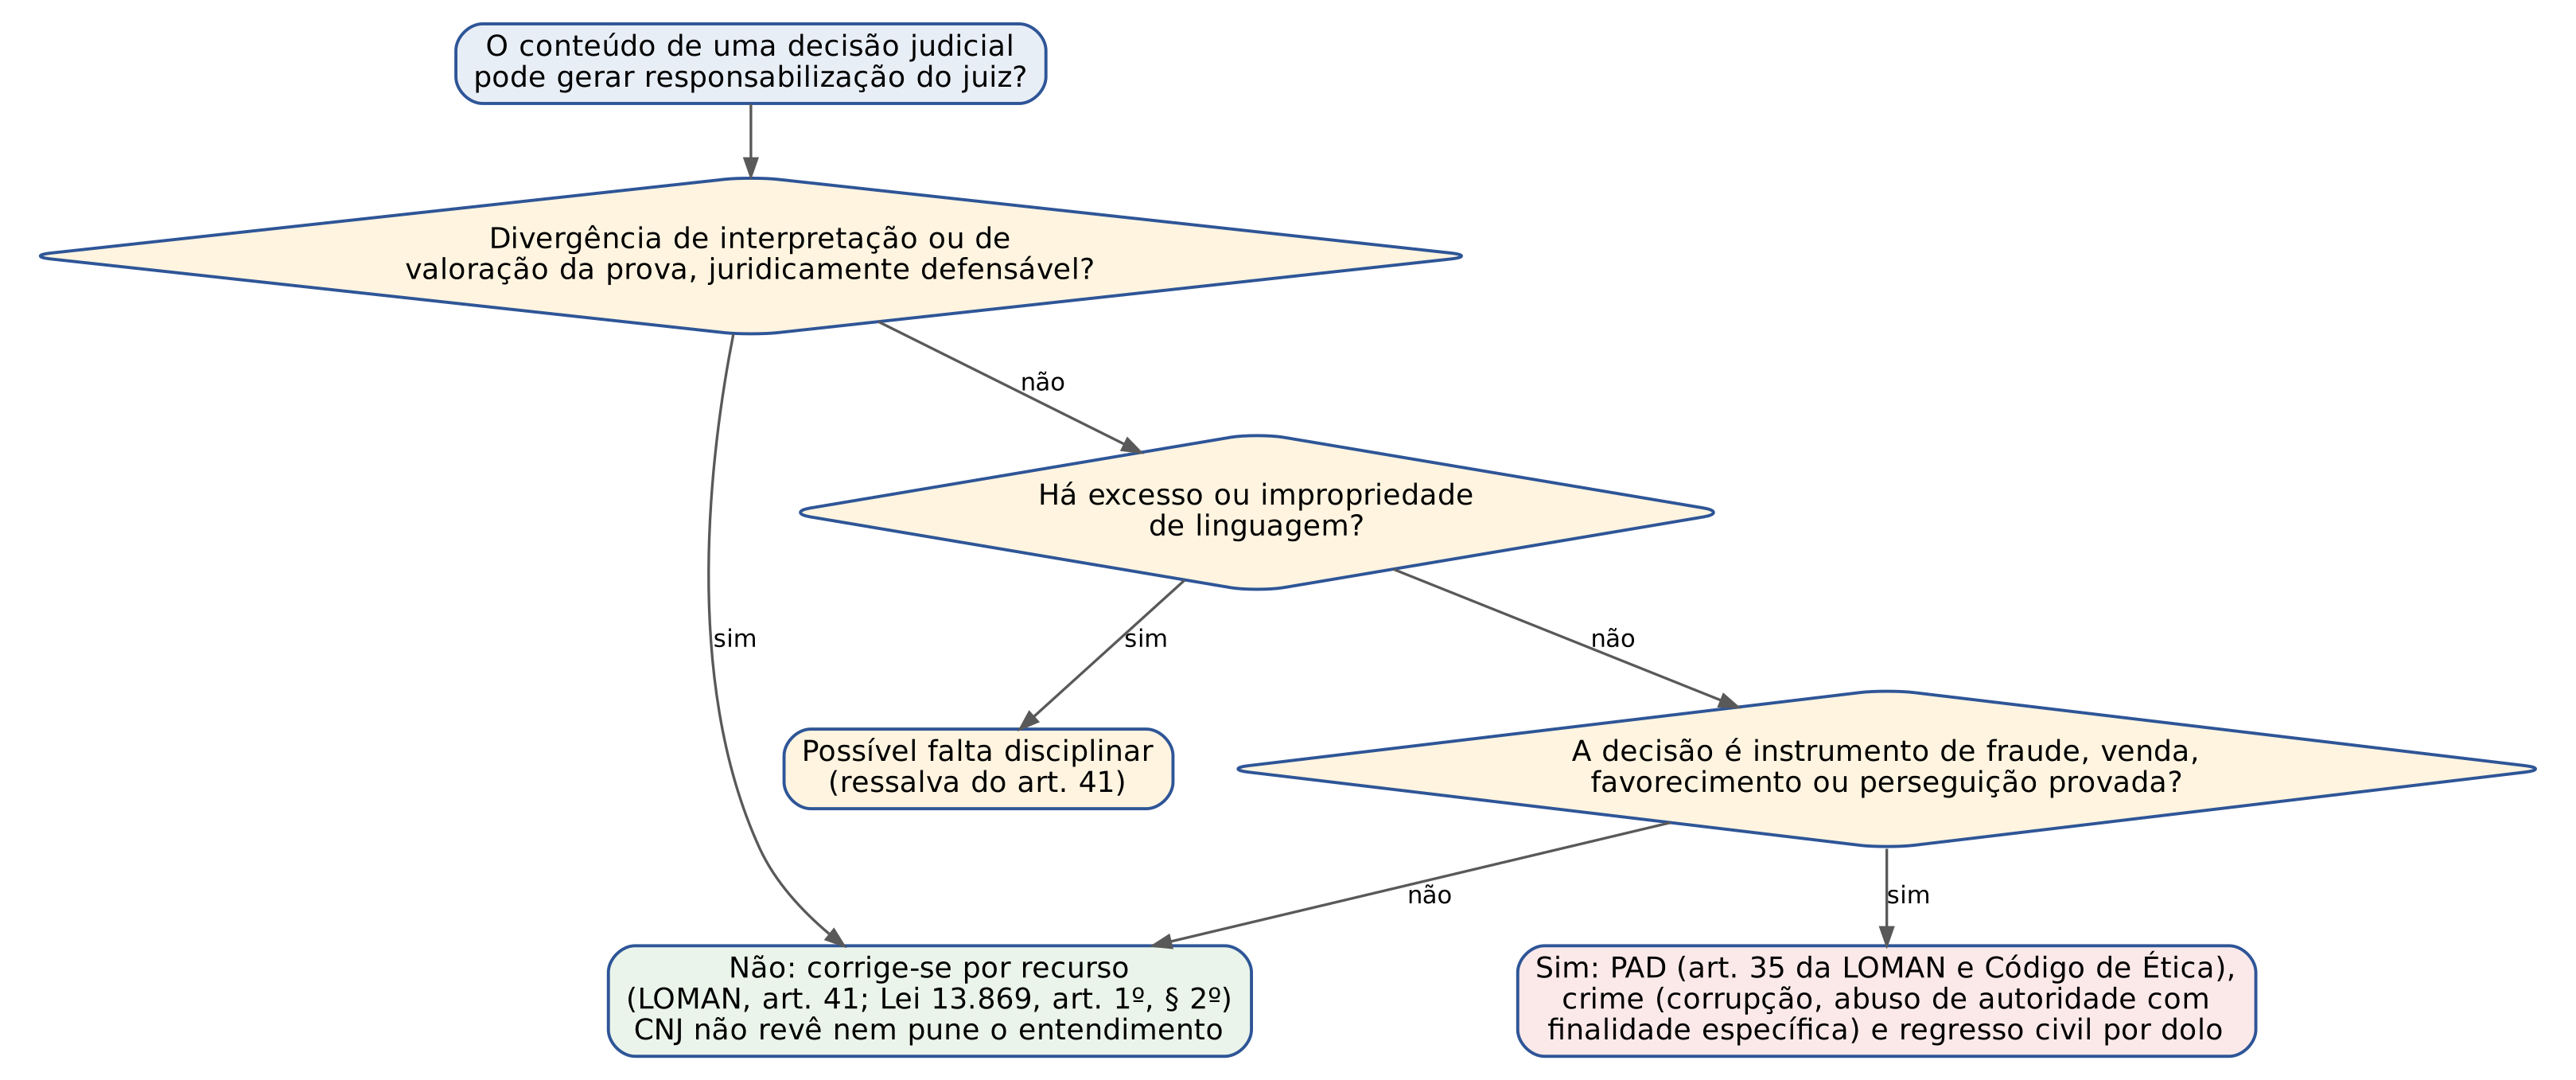 O conteúdo de uma decisão judicial
pode gerar responsabilização do juiz?
Divergência de interpretação ou de
valoração da prova, juridicamente defensável?
não
Há excesso ou impropriedade
de linguagem?
sim
sim
não
Possível falta disciplinar
(ressalva do art. 41)
A decisão é instrumento de fraude, venda,
favorecimento ou perseguição provada?
não
sim
Não: corrige-se por recurso
(LOMAN, art. 41; Lei 13.869, art. 1º, § 2º)
CNJ não revê nem pune o entendimento
Sim: PAD (art. 35 da LOMAN e Código de Ética),
crime (corrupção, abuso de autoridade com
finalidade específica) e regresso civil por dolo